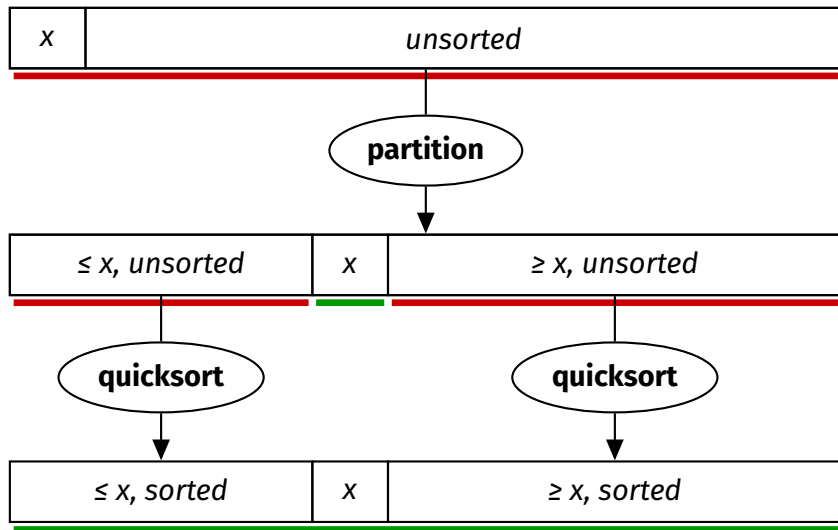 x unsorted
partition
≤ x, unsorted x ≥ x, unsorted
quicksort quicksort
≤ x, sorted x ≥ x, sorted